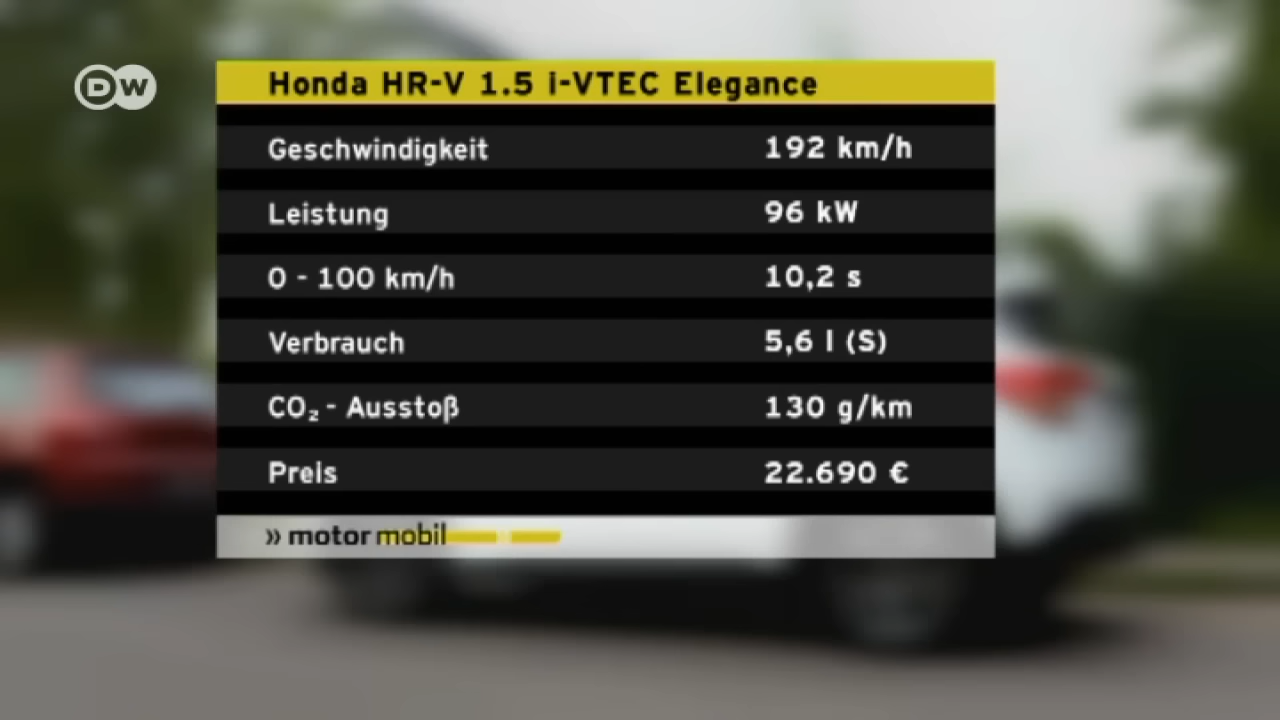 DW
Honda HR-V 1.5 i-VTEC Elegance
Geschwindigkeit 192 km/h
Leistung 96 kW
0 - 100 km/h 10,2 s
Verbrauch 5,6 l (S)
CO₂ - Ausstoß 130 g/km
Preis 22.690 €
» motor mobil